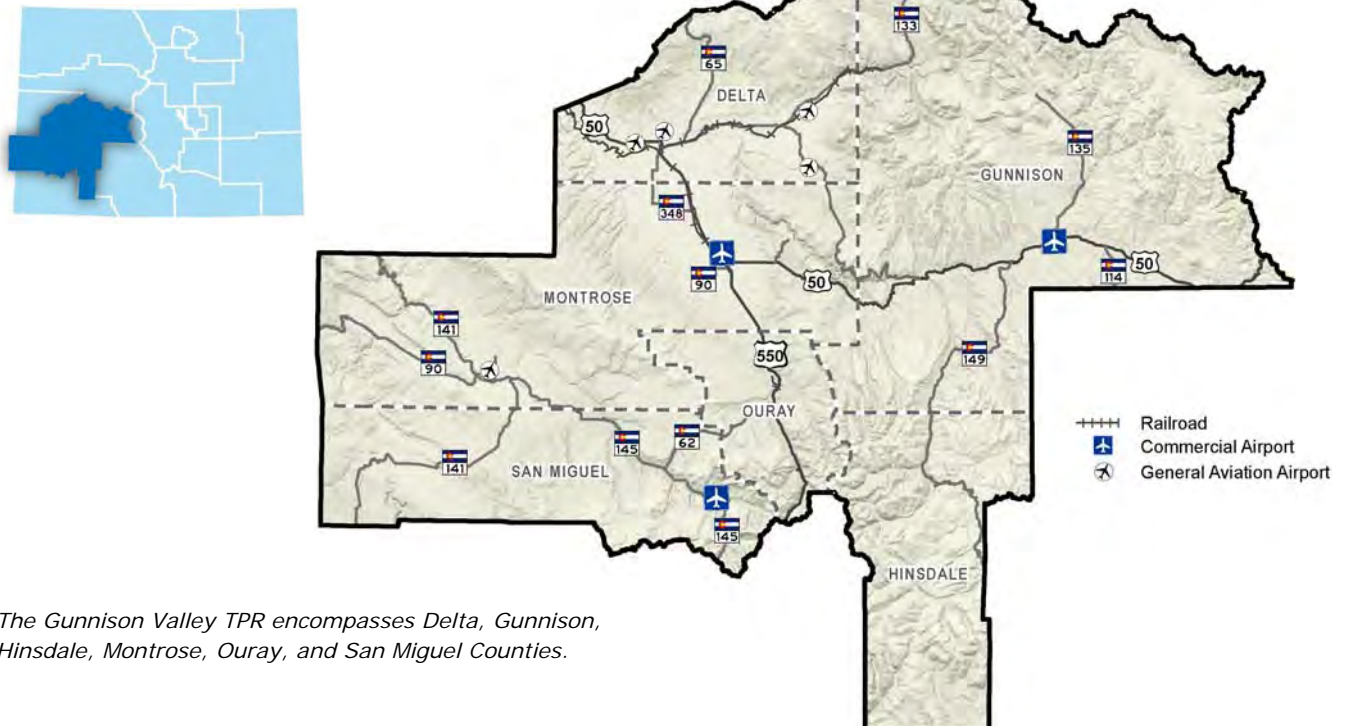 133
65
DELTA
50
135
GUNNISON
348
50
114
90
50
MONTROSE
141
550
90
149
OURAY
62
145
141
SAN MIGUEL
145
HINSDALE
Railroad
Commercial Airport
General Aviation Airport
The Gunnison Valley TPR encompasses Delta, Gunnison,
Hinsdale, Montrose, Ouray, and San Miguel Counties.